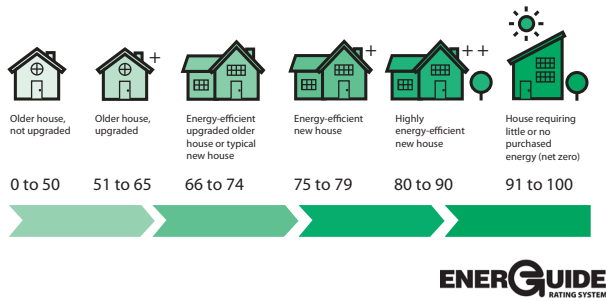 +
+
++
Older house,
not upgraded
Older house,
upgraded
Energy-efficient
upgraded older
house or typical
new house
Energy-efficient
new house
Highly
energy-efficient
new house
House requiring
little or no
purchased
energy (net zero)
0 to 50
51 to 65
66 to 74
75 to 79
80 to 90
91 to 100
ENERGUIDE
RATING SYSTEM